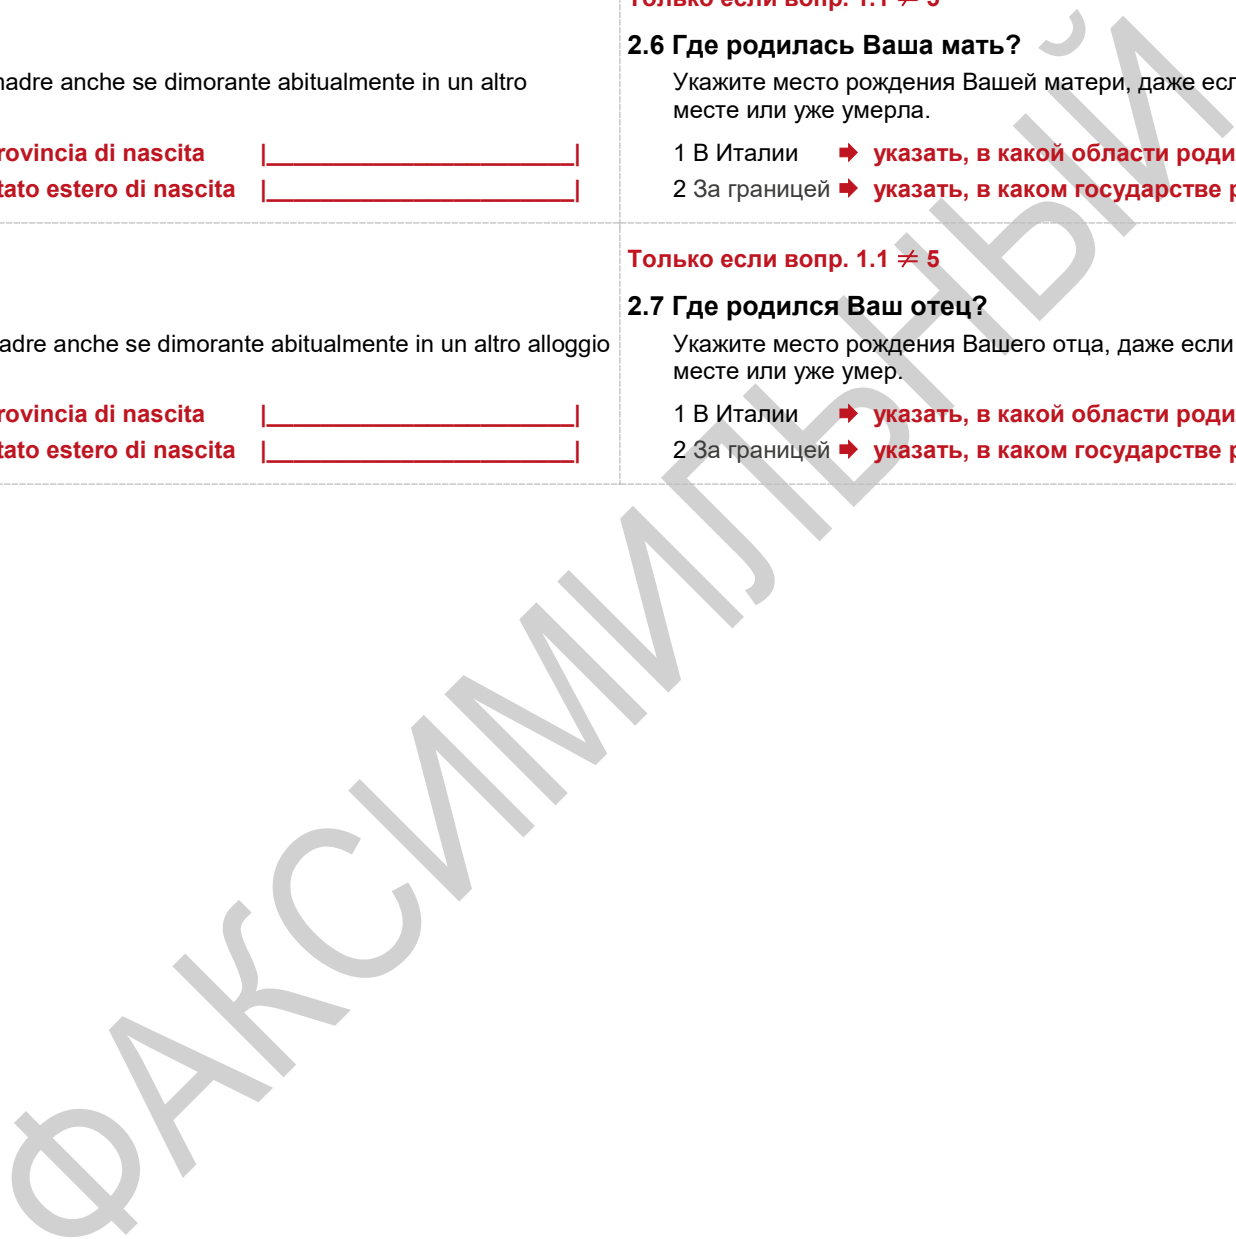 madre anche se dimorante abitualmente in un altro
rovincia di nascita |_______________________|
tato estero di nascita |_______________________|
adre anche se dimorante abitualmente in un altro alloggio
rovincia di nascita |_______________________|
tato estero di nascita |_______________________|
Только если вопр. 1.1 ≠ 5
2.6 Где родилась Ваша мать?
Укажите место рождения Вашей матери, даже есл
месте или уже умерла.
1 В Италии ➨ указать, в какой области роди
2 За границей ➨ указать, в каком государстве р
Только если вопр. 1.1 ≠ 5
2.7 Где родился Ваш отец?
Укажите место рождения Вашего отца, даже если
месте или уже умер.
1 В Италии ➨ указать, в какой области роди
2 За границей ➨ указать, в каком государстве р
ФАКСИМИЛЬНЫЙ